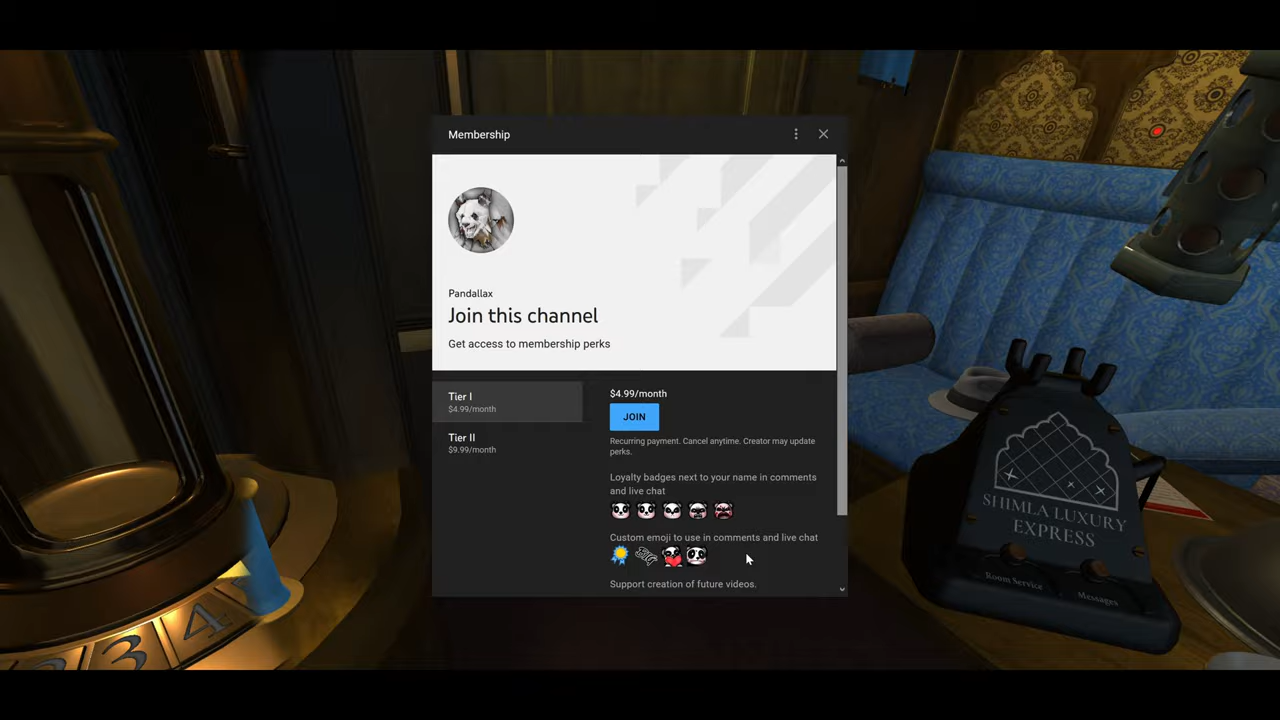 Membership
Pandallax
Join this channel
Get access to membership perks
Tier I
$4.99/month
Tier II
$9.99/month
$4.99/month
JOIN
Recurring payment. Cancel anytime. Creator may update
perks.
Loyalty badges next to your name in comments
and live chat
Custom emoji to use in comments and live chat
Support creation of future videos.
SHIMLA LUXURY
EXPRESS
Room Service
Messages
3
4